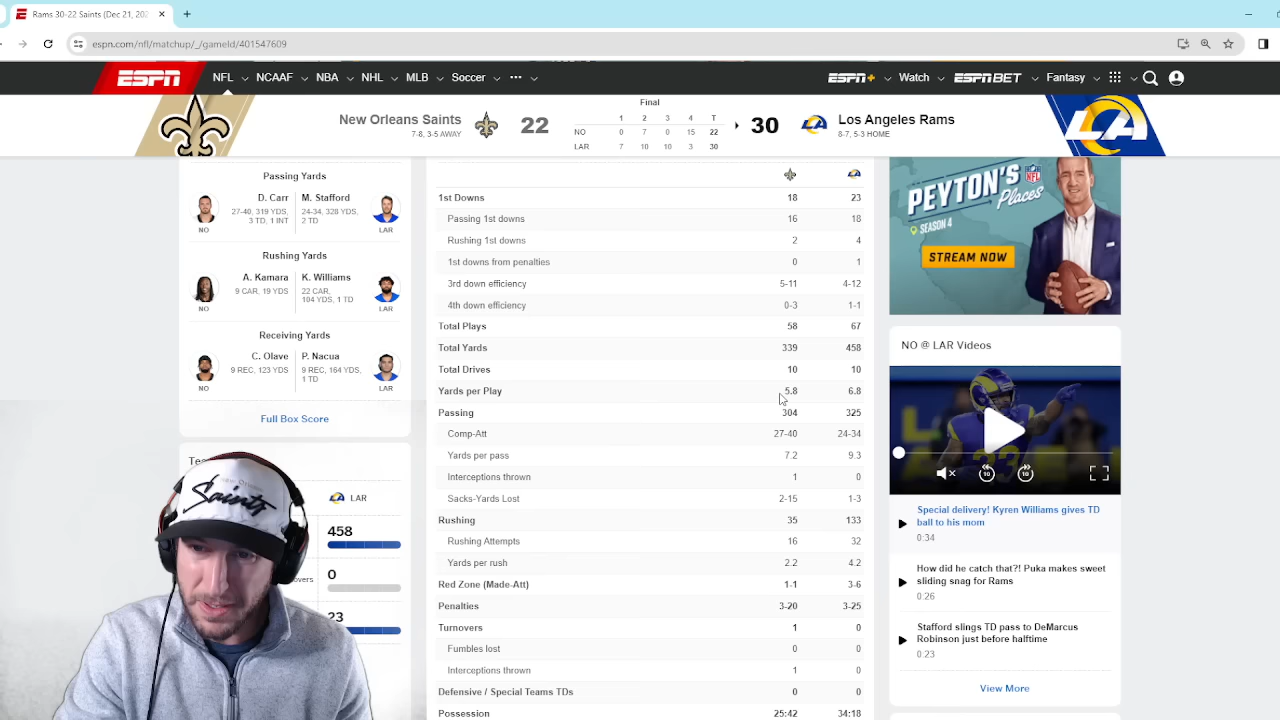 Rams 30-22 Saints (Dec 21, 202
espn.com/nfl/matchup/_/gameId/401547609
ESPN NFL NCAAF NBA NHL MLB Soccer ESPN+ Watch ESPN BET Fantasy
New Orleans Saints
7-8, 3-5 AWAY
22
Final
1 2 3 4 T
NO 0 7 0 15 22
LAR 7 10 10 3 30
30
Los Angeles Rams
8-7, 5-3 HOME
Passing Yards
D. Carr
27-40, 319 YDS,
3 TD, 1 INT
NO
M. Stafford
24-34, 328 YDS,
2 TD
LAR
Rushing Yards
A. Kamara
9 CAR, 19 YDS
NO
K. Williams
22 CAR,
104 YDS, 1 TD
LAR
Receiving Yards
C. Olave
9 REC, 123 YDS
NO
P. Nacua
9 REC, 164 YDS,
1 TD
LAR
Full Box Score
LAR
458
0
23
Saints
1st Downs 18 23
Passing 1st downs 16 18
Rushing 1st downs 2 4
1st downs from penalties 0 1
3rd down efficiency 5-11 4-12
4th down efficiency 0-3 1-1
Total Plays 58 67
Total Yards 339 458
Total Drives 10 10
Yards per Play 5.8 6.8
Passing 304 325
Comp-Att 27-40 24-34
Yards per pass 7.2 9.3
Interceptions thrown 1 0
Sacks-Yards Lost 2-15 1-3
Rushing 35 133
Rushing Attempts 16 32
Yards per rush 2.2 4.2
Red Zone (Made-Att) 1-1 3-6
Penalties 3-20 3-25
Turnovers 1 0
Fumbles lost 0 0
Interceptions thrown 1 0
Defensive / Special Teams TDs 0 0
Possession 25:42 34:18
PEYTON'S
Places
NFL
SEASON 4
STREAM NOW
NO @ LAR Videos
10 10
Special delivery! Kyren Williams gives TD
ball to his mom
0:34
How did he catch that?! Puka makes sweet
sliding snag for Rams
0:26
Stafford slings TD pass to DeMarcus
Robinson just before halftime
0:23
View More